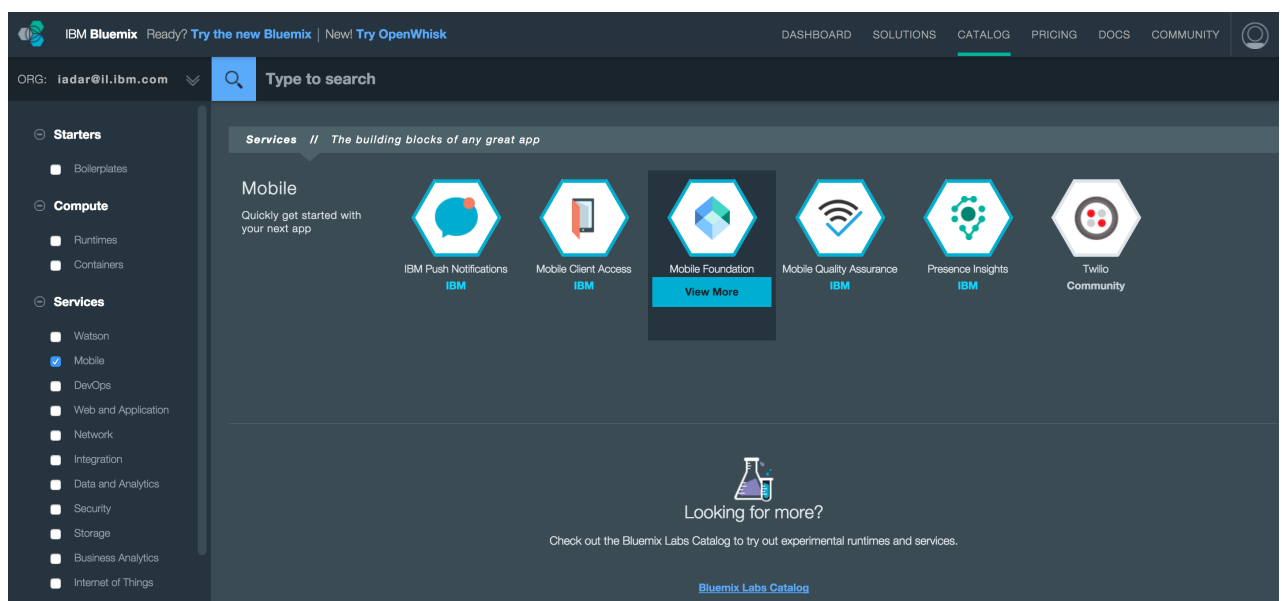 IBM Bluemix Ready? Try the new Bluemix | New! Try OpenWhisk
DASHBOARD SOLUTIONS CATALOG PRICING DOCS COMMUNITY
ORG: iadar@il.ibm.com
Type to search
Starters
Boilerplates
Compute
Runtimes
Containers
Services
Watson
Mobile
DevOps
Web and Application
Network
Integration
Data and Analytics
Security
Storage
Business Analytics
Internet of Things
Services // The building blocks of any great app
Mobile
Quickly get started with
your next app
IBM Push Notifications
IBM
Mobile Client Access
IBM
Mobile Foundation
View More
Mobile Quality Assurance
IBM
Presence Insights
IBM
Twilio
Community
Looking for more?
Check out the Bluemix Labs Catalog to try out experimental runtimes and services.
Bluemix Labs Catalog